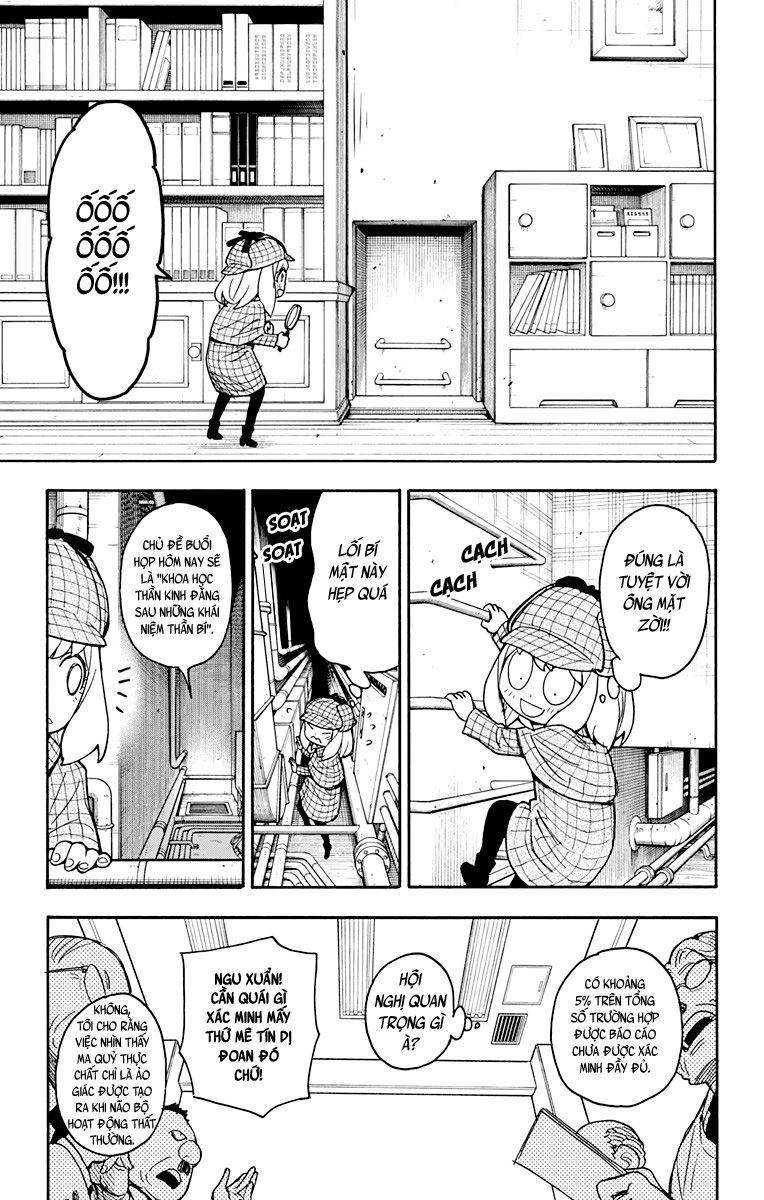 Ốốố
ốốố
ốố!!!
ĐÚNG LÀ
TUYỆT VỜI
ÔNG MẶT
ZỜI!!
CẠCH
CẠCH
LỐI BÍ
MẬT NÀY
HẸP QUÁ
SOẠT
SOẠT
CHỦ ĐỀ BUỔI
HỌP HÔM NAY SẼ
LÀ "KHOA HỌC
THẦN KINH ĐẰNG
SAU NHỮNG KHÁI
NIỆM THẦN BÍ".
CÓ KHOẢNG
5% TRÊN TỔNG
SỐ TRƯỜNG HỢP
ĐƯỢC BÁO CÁO
CHƯA ĐƯỢC XÁC
MINH ĐẦY ĐỦ.
HỘI
NGHỊ QUAN
TRỌNG GÌ
À?
NGU XUẨN!
CẦN QUÁI GÌ
XÁC MINH MẤY
THỨ MÊ TÍN DỊ
ĐOAN ĐÓ
CHỨ!
KHÔNG,
TÔI CHO RẰNG
VIỆC NHÌN THẤY
MA QUỶ THỰC
CHẤT CHỈ LÀ ẢO
GIÁC ĐƯỢC TẠO
RA KHI NÃO BỘ
HOẠT ĐỘNG THẤT
THƯỜNG.